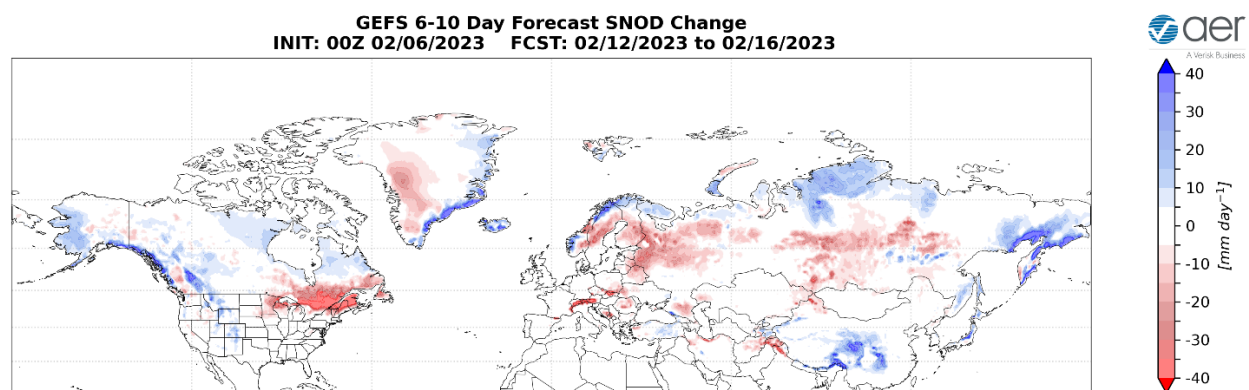 GEFS 6-10 Day Forecast SNOD Change
INIT: 00Z 02/06/2023 FCST: 02/12/2023 to 02/16/2023
aer
A Verisk Business
40
30
20
10
0
-10
-20
-30
-40
[mm day⁻¹]